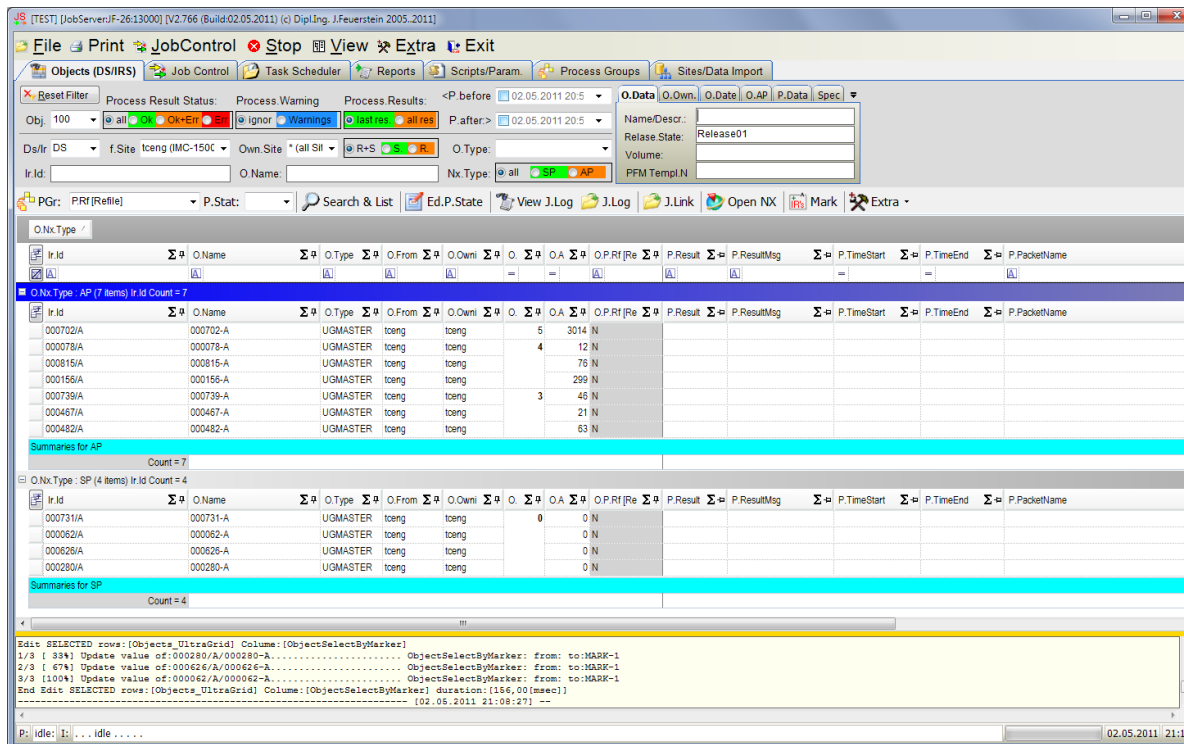 [TEST] [JobServer:JF-26:13000] [V2.766 (Build:02.05.2011) (c) Dipl.Ing. J.Feuerstein 2005..2011]
File Print JobControl Stop View Extra Exit
Objects (DS/IRS) Job Control Task Scheduler Reports Scripts/Param. Process Groups Sites/Data Import
Reset Filter Process Result Status: Process.Warning Process.Results: <P.before 02.05.2011 20:5 O.Data O.Own. O.Date O.AP P.Data Spec
Obj. 100 all Ok Ok+Err Err ignor Warnings last res. all res P.after:> 02.05.2011 20:5 Name/Descr.:
Relase.State: Release01
Ds/Ir DS f.Site tceng (IMC-1500 Own.Site * (all Sit R+S S. R. O.Type: Volume:
Ir.Id: O.Name: Nx.Type: all SP AP PFM Templ.N
PGr: P.Rf [Refile] P.Stat: Search & List Ed.P.State View J.Log J.Log J.Link Open NX Mark Extra
O.Nx.Type
Ir.Id O.Name O.Type O.From O.Owni O. O.A O.P.Rf [Re P.Result P.ResultMsg P.TimeStart P.TimeEnd P.PacketName
O.Nx.Type : AP (7 items) Ir.Id Count = 7
Ir.Id O.Name O.Type O.From O.Owni O. O.A O.P.Rf [Re P.Result P.ResultMsg P.TimeStart P.TimeEnd P.PacketName
000702/A 000702-A UGMASTER tceng tceng 5 3014 N
000078/A 000078-A UGMASTER tceng tceng 4 12 N
000815/A 000815-A UGMASTER tceng tceng 76 N
000156/A 000156-A UGMASTER tceng tceng 299 N
000739/A 000739-A UGMASTER tceng tceng 3 46 N
000467/A 000467-A UGMASTER tceng tceng 21 N
000482/A 000482-A UGMASTER tceng tceng 63 N
Summaries for AP
Count = 7
O.Nx.Type : SP (4 items) Ir.Id Count = 4
Ir.Id O.Name O.Type O.From O.Owni O. O.A O.P.Rf [Re P.Result P.ResultMsg P.TimeStart P.TimeEnd P.PacketName
000731/A 000731-A UGMASTER tceng tceng 0 0 N
000062/A 000062-A UGMASTER tceng tceng 0 N
000626/A 000626-A UGMASTER tceng tceng 0 N
000280/A 000280-A UGMASTER tceng tceng 0 N
Summaries for SP
Count = 4
Edit SELECTED rows:[Objects_UltraGrid] Colume:[ObjectSelectByMarker]
1/3 [ 33%] Update value of:000280/A/000280-A....................... ObjectSelectByMarker: from: to:MARK-1
2/3 [ 67%] Update value of:000626/A/000626-A....................... ObjectSelectByMarker: from: to:MARK-1
3/3 [100%] Update value of:000062/A/000062-A....................... ObjectSelectByMarker: from: to:MARK-1
End Edit SELECTED rows:[Objects_UltraGrid] Colume:[ObjectSelectByMarker] duration:[156,00[msec]]
---------------------------------------------------------------------- [02.05.2011 21:08:27] --
P: idle: I: . . . idle . . . . . 02.05.2011 21:1